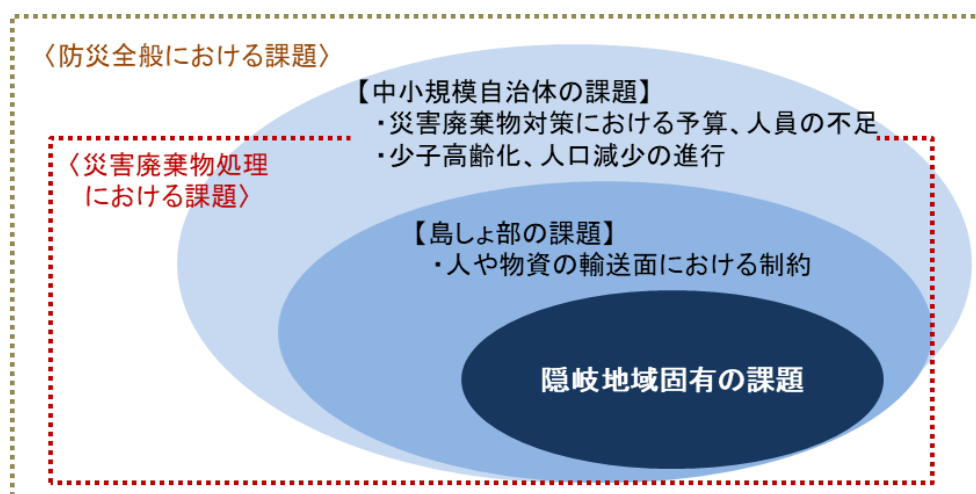 〈防災全般における課題〉
【中小規模自治体の課題】
・災害廃棄物対策における予算、人員の不足
・少子高齢化、人口減少の進行
〈災害廃棄物処理
における課題〉
【島しょ部の課題】
・人や物資の輸送面における制約
隠岐地域固有の課題